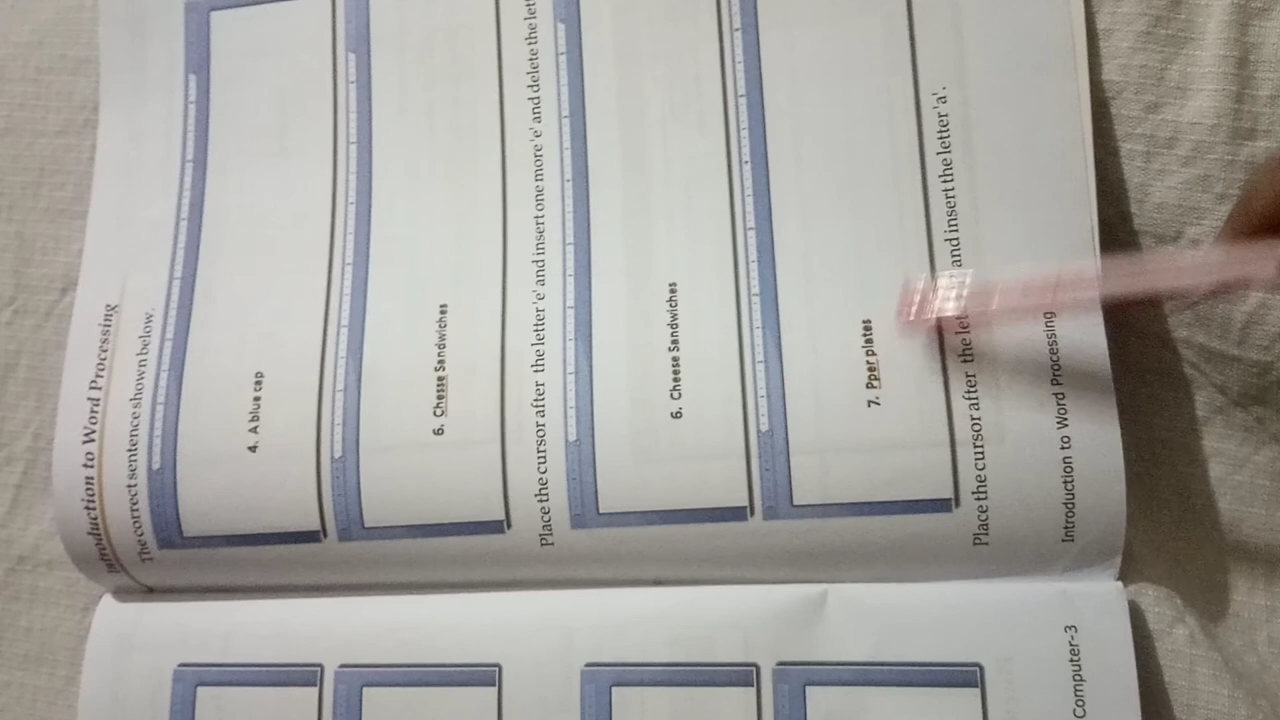 Introduction to Word Processing
The correct sentence shown below.
4. A blue cap
6. Chesse Sandwiches
Place the cursor after the letter 'e' and insert one more 'e' and delete the
6. Cheese Sandwiches
7. Pper plates
Place the cursor after the and insert the letter 'a'.
Introduction to Word Processing
Computer-3